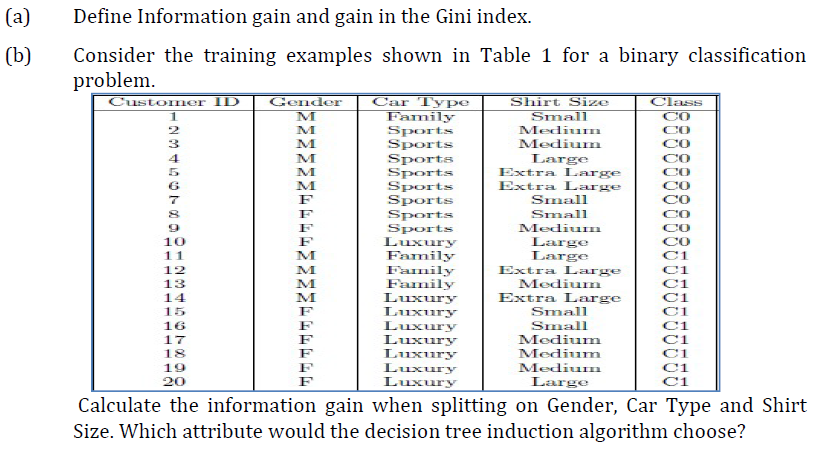 (a) Define Information gain and gain in the Gini index.
(b) Consider the training examples shown in Table 1 for a binary classification
problem.
Customer ID Gender Car Type Shirt Size Class
1 M Family Small C0
2 M Sports Medium C0
3 M Sports Medium C0
4 M Sports Large C0
5 M Sports Extra Large C0
6 M Sports Extra Large C0
7 F Sports Small C0
8 F Sports Small C0
9 F Sports Medium C0
10 F Luxury Large C0
11 M Family Large C1
12 M Family Extra Large C1
13 M Family Medium C1
14 M Luxury Extra Large C1
15 F Luxury Small C1
16 F Luxury Small C1
17 F Luxury Medium C1
18 F Luxury Medium C1
19 F Luxury Medium C1
20 F Luxury Large C1
Calculate the information gain when splitting on Gender, Car Type and Shirt
Size. Which attribute would the decision tree induction algorithm choose?